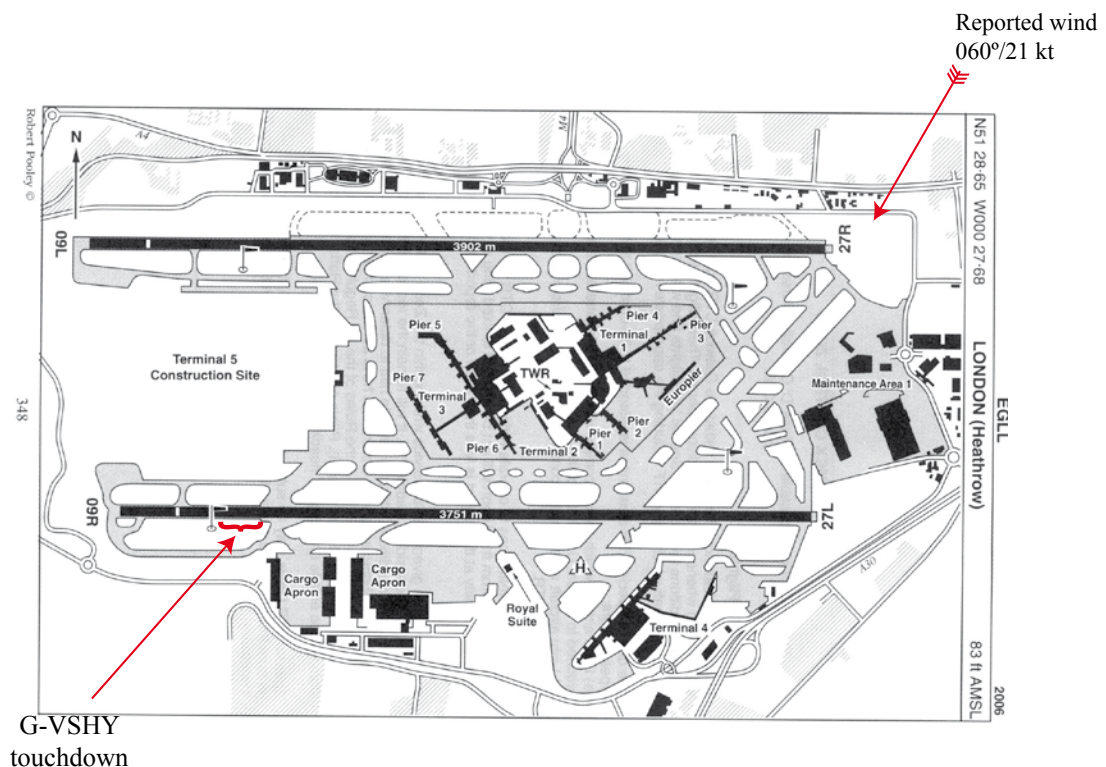 Reported wind
060º/21 kt
Robert Pooley ©
348
N
A4
M4
09L
3902 m
27R
N51 28·65 W000 27·68
LONDON (Heathrow)
EGLL
83 ft AMSL
2006
Terminal 5
Construction Site
Pier 5
Pier 7
Terminal
3
Pier 6
Terminal 2
TWR
Pier 4
Terminal
1
Pier
3
Europier
Pier
2
Pier
1
Maintenance Area 1
09R
3751 m
27L
A30
Cargo
Apron
Cargo
Apron
Royal
Suite
H
Terminal 4
G-VSHY
touchdown